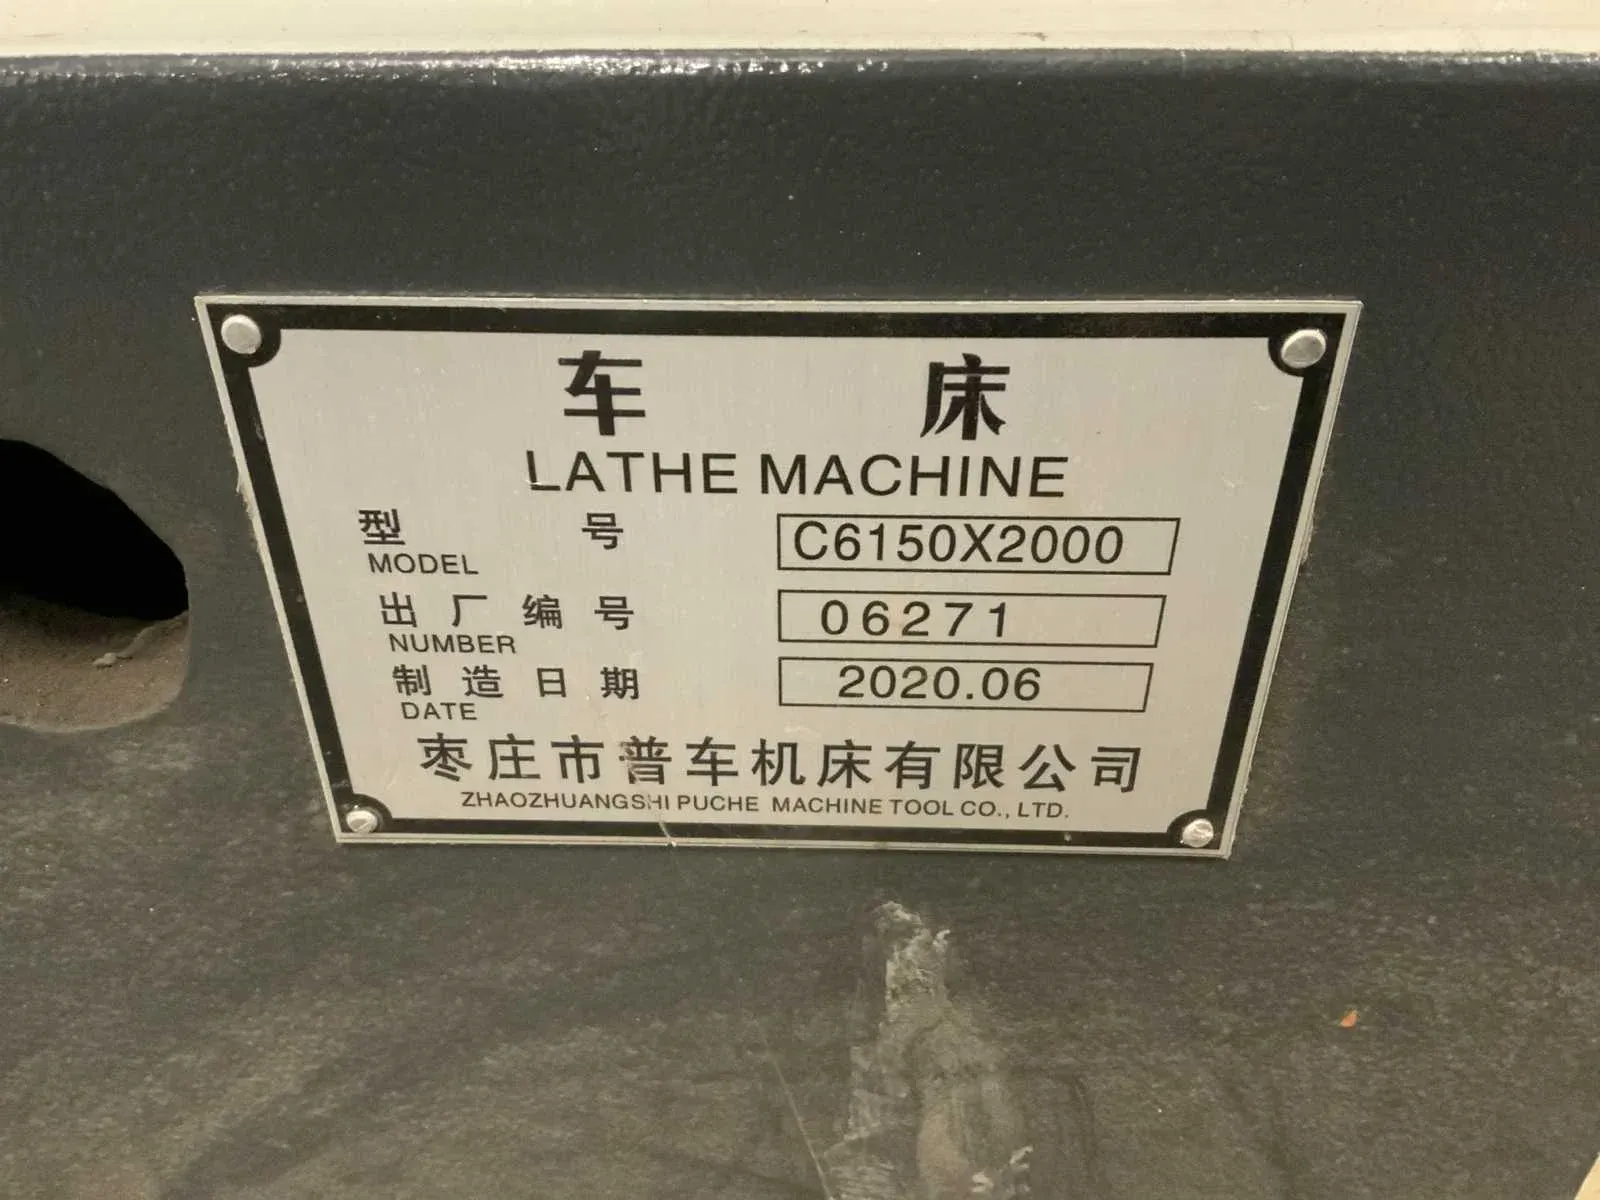 车 床
LATHE MACHINE
型 号 C6150X2000
MODEL
出 厂 编 号 06271
NUMBER
制 造 日 期 2020.06
DATE
枣庄市普车机床有限公司
ZHAOZHUANGSHI PUCHE MACHINE TOOL CO., LTD.